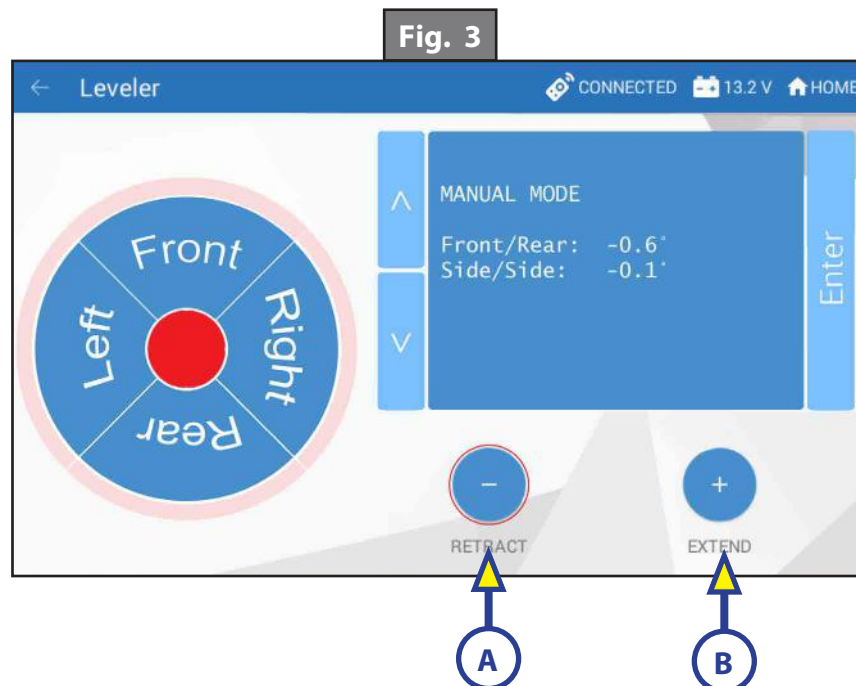 Fig. 3
← Leveler
CONNECTED 13.2 V HOME
Front
Left
Right
Rear
˄
˅
MANUAL MODE
Front/Rear: -0.6°
Side/Side: -0.1°
Enter
− +
RETRACT EXTEND
A B